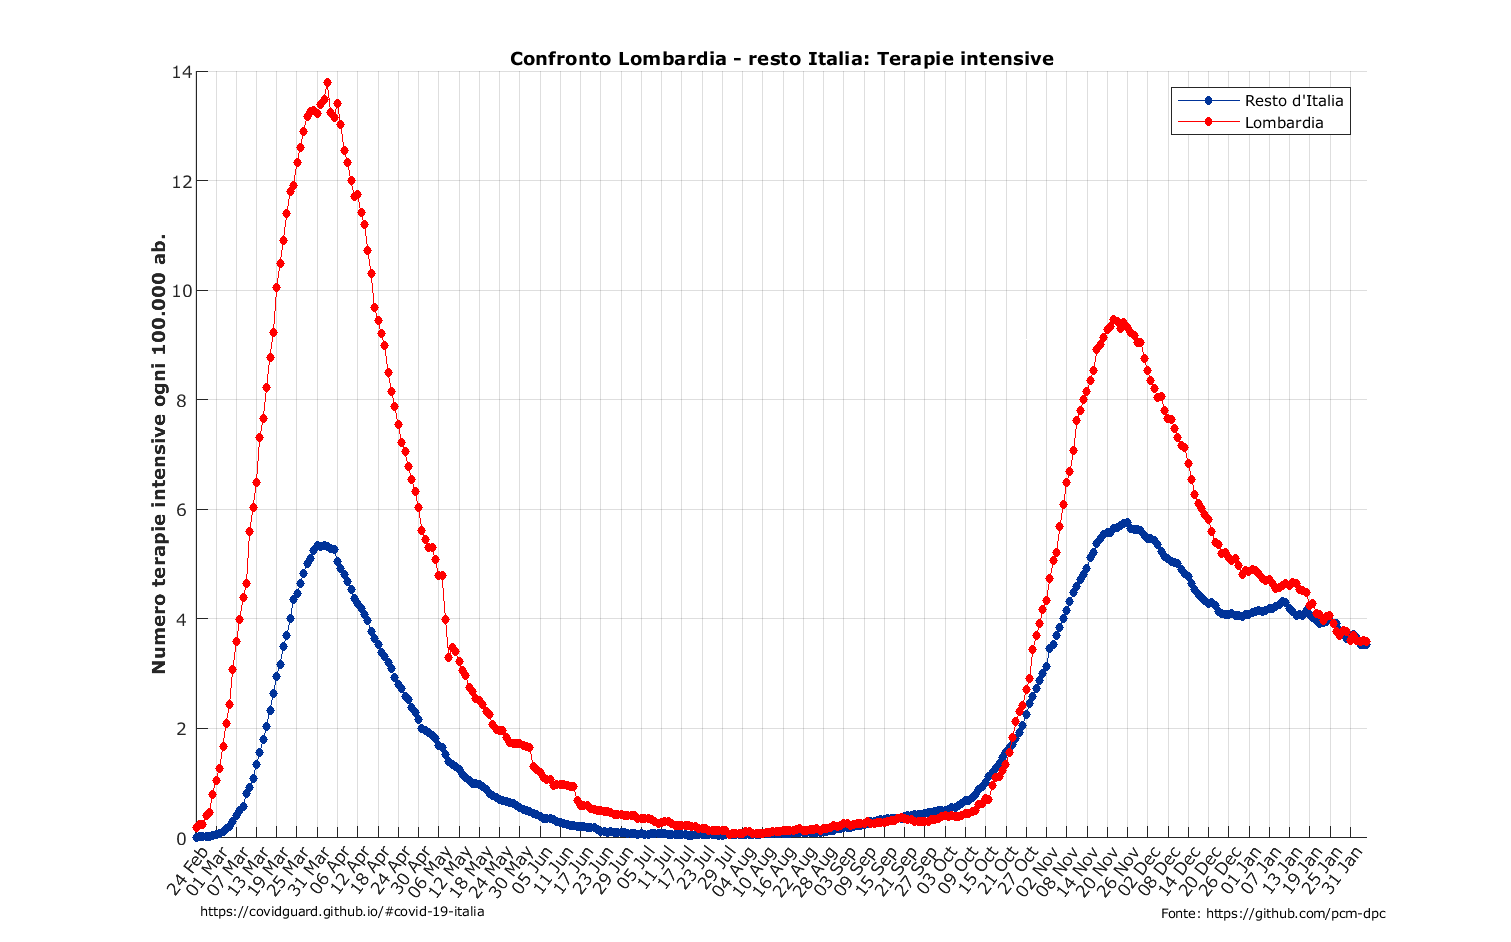 Confronto Lombardia - resto Italia: Terapie intensive
Resto d'Italia
Lombardia
Numero terapie intensive ogni 100.000 ab.
14
12
10
8
6
4
2
0
24 Feb
01 Mar
07 Mar
13 Mar
19 Mar
25 Mar
31 Mar
06 Apr
12 Apr
18 Apr
24 Apr
30 Apr
06 May
12 May
18 May
24 May
30 May
05 Jun
11 Jun
17 Jun
23 Jun
29 Jun
05 Jul
11 Jul
17 Jul
23 Jul
29 Jul
04 Aug
10 Aug
16 Aug
22 Aug
28 Aug
03 Sep
09 Sep
15 Sep
21 Sep
27 Sep
03 Oct
09 Oct
15 Oct
21 Oct
27 Oct
02 Nov
08 Nov
14 Nov
20 Nov
26 Nov
02 Dec
08 Dec
14 Dec
20 Dec
26 Dec
01 Jan
07 Jan
13 Jan
19 Jan
25 Jan
31 Jan
https://covidguard.github.io/#covid-19-italia
Fonte: https://github.com/pcm-dpc